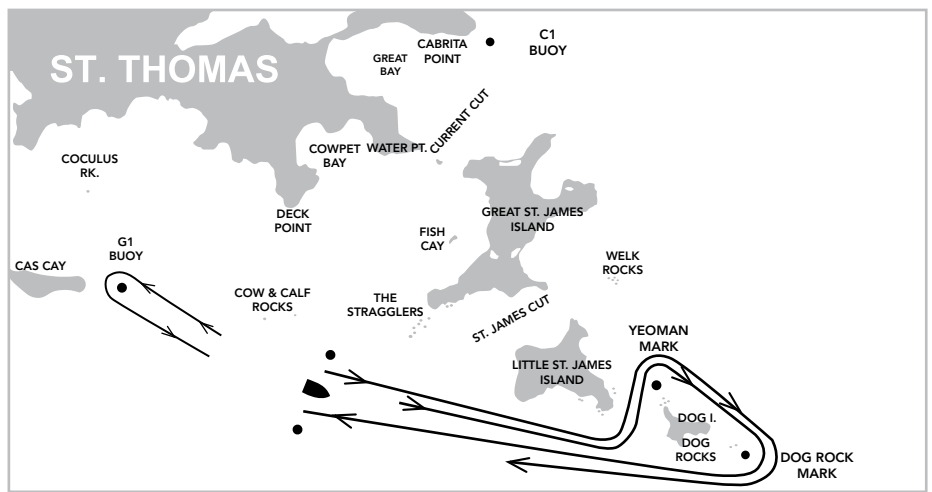 C1
BUOY
CABRITA
POINT
GREAT
BAY
ST. THOMAS
CURRENT CUT
COWPET
BAY
WATER PT.
COCULUS
RK.
DECK
POINT
GREAT ST. JAMES
ISLAND
FISH
CAY
G1
BUOY
CAS CAY
WELK
ROCKS
COW & CALF
ROCKS
THE
STRAGGLERS
ST. JAMES CUT
YEOMAN
MARK
LITTLE ST. JAMES
ISLAND
DOG I.
DOG
ROCKS
DOG ROCK
MARK